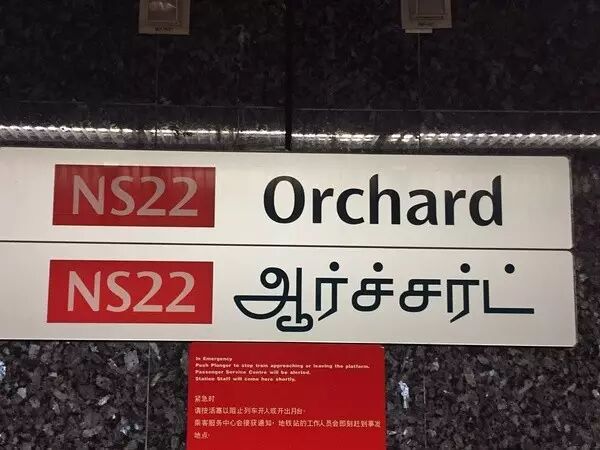 NS22 Orchard
NS22 ஆர்ச்சர்ட்
In Emergency
Push Plunger to stop train approaching or leaving the platform.
Passenger Service Centre will be alerted.
Station Staff will come here shortly.
紧急时
请按活塞以阻止列车开入或开出月台·
乘客服务中心会接获通知·地铁站的工作人员会即刻赶到事发
地点·